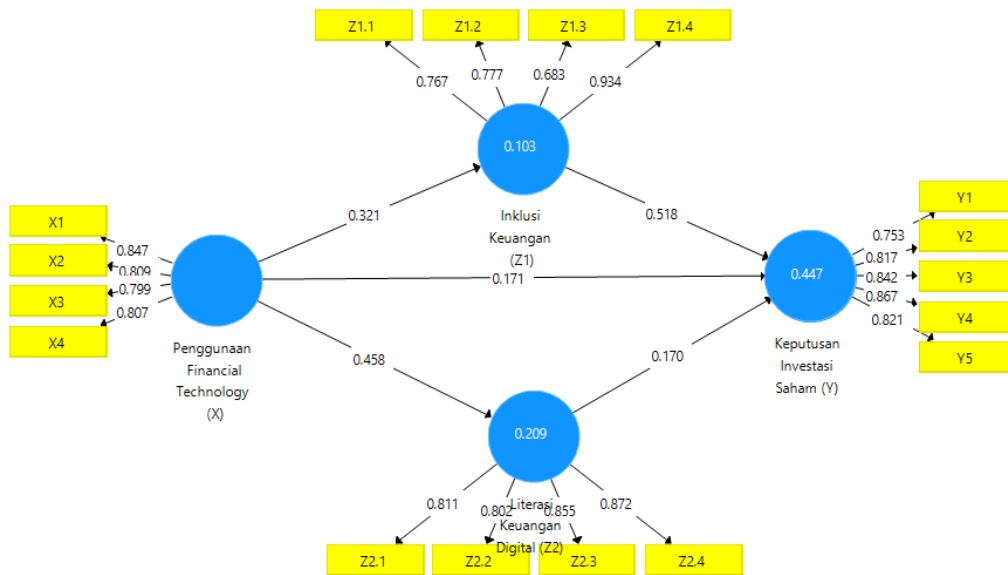 Z1.1 Z1.2 Z1.3 Z1.4
0.767 0.777 0.683 0.934
0.103
Inklusi
Keuangan
(Z1)
X1
X2
X3
X4
0.847
0.809
0.799
0.807
Penggunaan
Financial
Technology
(X)
0.321
0.171
0.458
0.518
0.170
0.447
Keputusan
Investasi
Saham (Y)
0.753
0.817
0.842
0.867
0.821
Y1
Y2
Y3
Y4
Y5
0.209
Literasi
Keuangan
Digital (Z2)
0.811 0.802 0.855 0.872
Z2.1 Z2.2 Z2.3 Z2.4